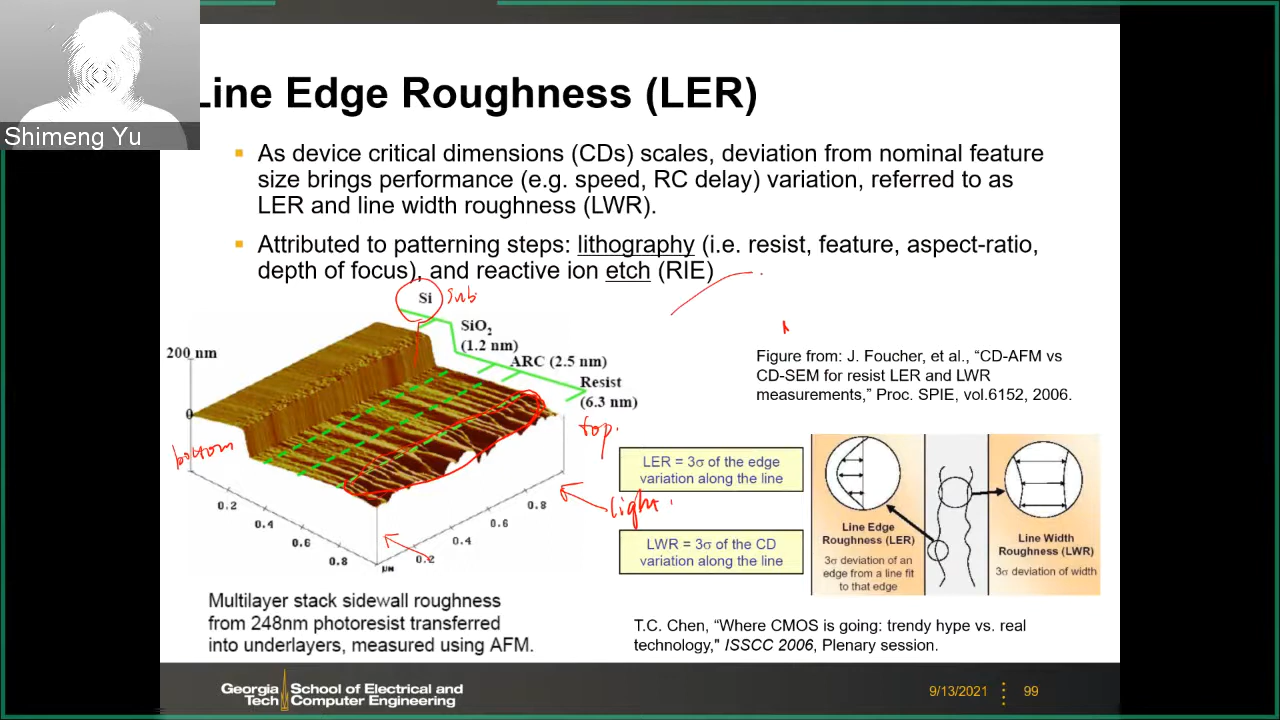 Shimeng Yu
Line Edge Roughness (LER)
As device critical dimensions (CDs) scales, deviation from nominal feature
size brings performance (e.g. speed, RC delay) variation, referred to as
LER and line width roughness (LWR).
Attributed to patterning steps: lithography (i.e. resist, feature, aspect-ratio,
depth of focus), and reactive ion etch (RIE)
Si
sub
SiO2
(1.2 nm)
ARC (2.5 nm)
Resist
(6.3 nm)
200 nm
0
bottom
top.
light
0.2
0.4
0.6
0.8
μm
0.2
0.4
0.6
0.8
Multilayer stack sidewall roughness
from 248nm photoresist transferred
into underlayers, measured using AFM.
Figure from: J. Foucher, et al., “CD-AFM vs
CD-SEM for resist LER and LWR
measurements,” Proc. SPIE, vol.6152, 2006.
LER = 3σ of the edge
variation along the line
LWR = 3σ of the CD
variation along the line
Line Edge
Roughness (LER)
3σ deviation of an
edge from a line fit
to that edge
Line Width
Roughness (LWR)
3σ deviation of width
T.C. Chen, “Where CMOS is going: trendy hype vs. real
technology," ISSCC 2006, Plenary session.
Georgia Tech
School of Electrical and
Computer Engineering
9/13/2021
99